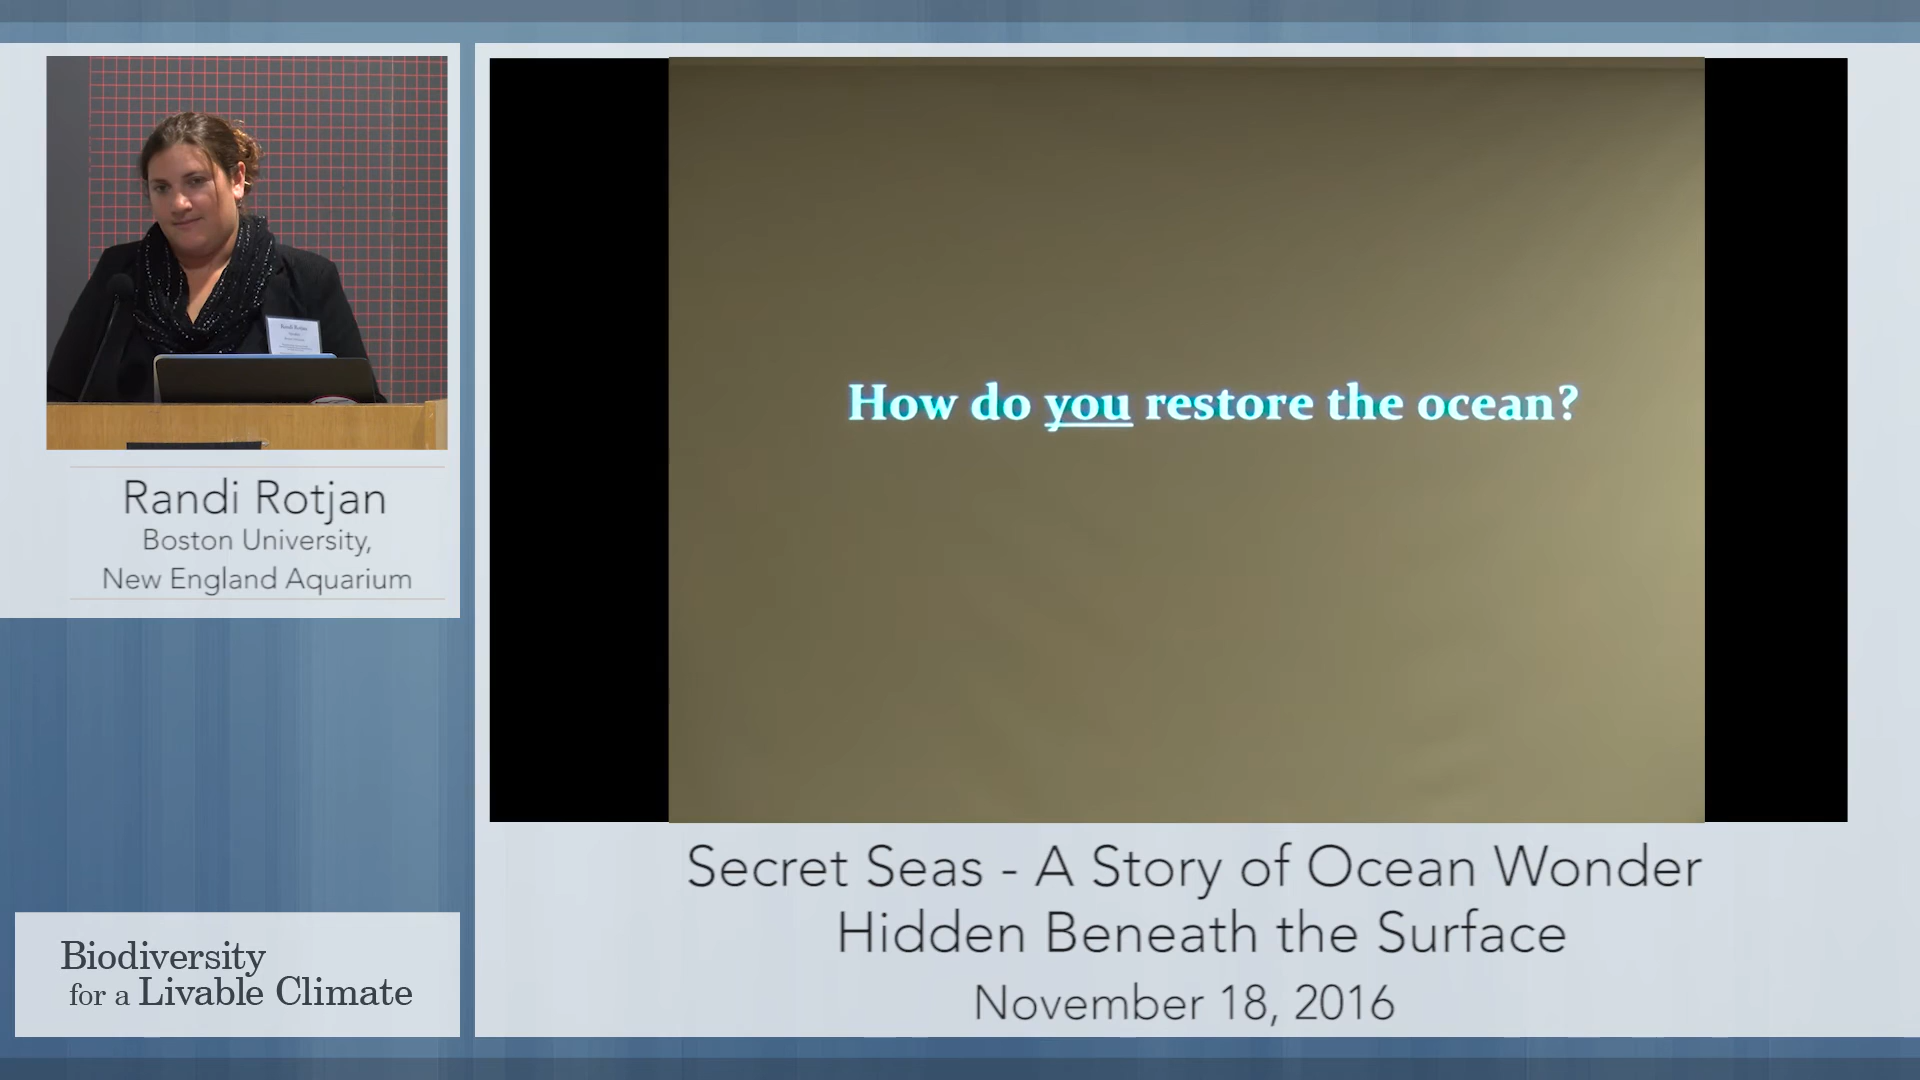 Randi Rotjan
Boston University,
New England Aquarium
How do you restore the ocean?
Secret Seas - A Story of Ocean Wonder
Hidden Beneath the Surface
November 18, 2016
Biodiversity
for a Livable Climate